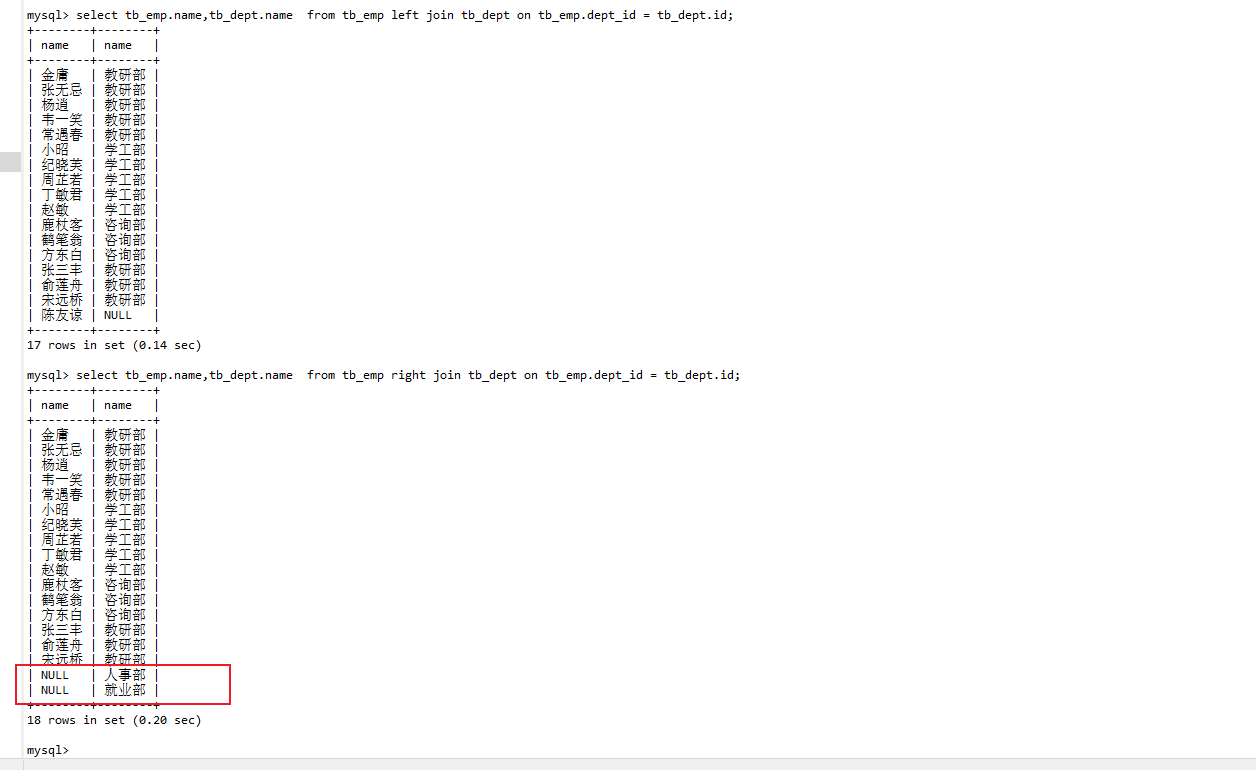 mysql> select tb_emp.name,tb_dept.name  from tb_emp left join tb_dept on tb_emp.dept_id = tb_dept.id;
+--------+--------+
| name   | name   |
+--------+--------+
| 金庸   | 教研部 |
| 张无忌 | 教研部 |
| 杨逍   | 教研部 |
| 韦一笑 | 教研部 |
| 常遇春 | 教研部 |
| 小昭   | 学工部 |
| 纪晓芙 | 学工部 |
| 周芷若 | 学工部 |
| 丁敏君 | 学工部 |
| 赵敏   | 学工部 |
| 鹿杖客 | 咨询部 |
| 鹤笔翁 | 咨询部 |
| 方东白 | 咨询部 |
| 张三丰 | 教研部 |
| 俞莲舟 | 教研部 |
| 宋远桥 | 教研部 |
| 陈友谅 | NULL   |
+--------+--------+
17 rows in set (0.14 sec)
mysql> select tb_emp.name,tb_dept.name  from tb_emp right join tb_dept on tb_emp.dept_id = tb_dept.id;
+--------+--------+
| name   | name   |
+--------+--------+
| 金庸   | 教研部 |
| 张无忌 | 教研部 |
| 杨逍   | 教研部 |
| 韦一笑 | 教研部 |
| 常遇春 | 教研部 |
| 小昭   | 学工部 |
| 纪晓芙 | 学工部 |
| 周芷若 | 学工部 |
| 丁敏君 | 学工部 |
| 赵敏   | 学工部 |
| 鹿杖客 | 咨询部 |
| 鹤笔翁 | 咨询部 |
| 方东白 | 咨询部 |
| 张三丰 | 教研部 |
| 俞莲舟 | 教研部 |
| 宋远桥 | 教研部 |
| NULL   | 人事部 |
| NULL   | 就业部 |
+--------+--------+
18 rows in set (0.20 sec)
mysql>